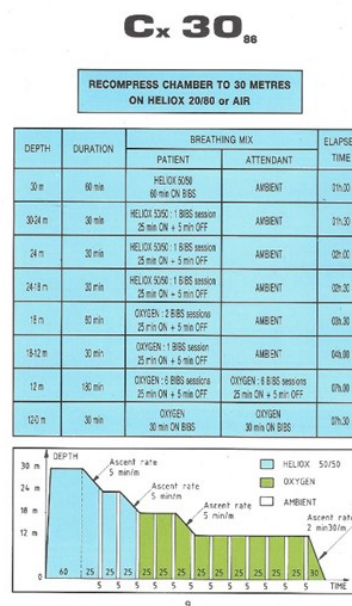 Cx 30 86
RECOMPRESS CHAMBER TO 30 METRES
ON HELIOX 20/80 or AIR
DEPTH DURATION BREATHING MIX ELAPSE
TIME
PATIENT ATTENDANT
30 m 60 min HELIOX 50/50 AMBIENT 01h.00
60 min ON BIBS
30-24 m 30 min HELIOX 50/50 : 1 BIBS session AMBIENT 01h.30
25 min ON + 5 min OFF
24 m 30 min HELIOX 50/50 : 1 BIBS session AMBIENT 02h.00
25 min ON + 5 min OFF
24-18 m 30 min HELIOX 50/50 : 1 BIBS session AMBIENT 02h.30
25 min ON + 5 min OFF
18 m 60 min OXYGEN : 2 BIBS sessions AMBIENT 03h.30
25 min ON + 5 min OFF
18-12 m 30 min OXYGEN : 1 BIBS session AMBIENT 04h.00
25 min ON + 5 min OFF
12 m 180 min OXYGEN : 6 BIBS sessions OXYGEN : 6 BIBS sessions 07h.00
25 min ON + 5 min OFF 25 min ON + 5 min OFF
12-0 m 30 min OXYGEN OXYGEN 07h.30
30 min ON BIBS 30 min ON BIBS
DEPTH
30 m
24 m
18 m
12 m
0
Ascent rate
5 min/m
Ascent rate
5 min/m
Ascent rate
5 min/m
Ascent rate
2 min30/m
HELIOX 50/50
OXYGEN
AMBIENT
60 25 25 25 25 25 25 25 25 25 25 25 25 30
5 5 5 5 5 5 5 5 5 5 5 5
TIME
9